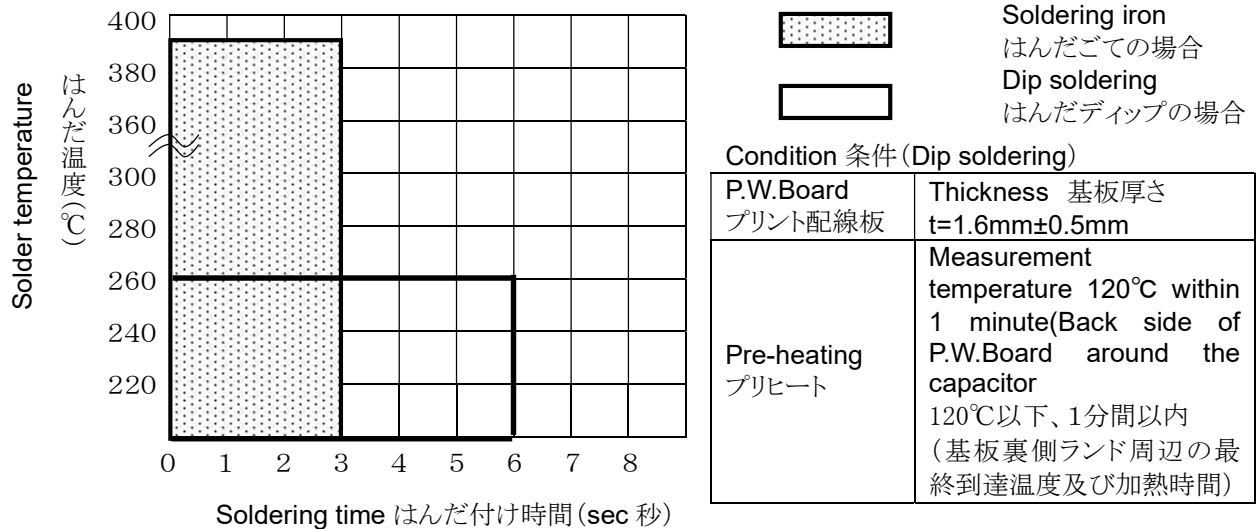 Solder temperature
はんだ温度(℃)
400
380
360
300
280
260
240
220
0 1 2 3 4 5 6 7 8
Soldering time はんだ付け時間(sec 秒)
Soldering iron
はんだごての場合
Dip soldering
はんだディップの場合
Condition 条件(Dip soldering)
P.W.Board
プリント配線板
Thickness 基板厚さ
t=1.6mm±0.5mm
Pre-heating
プリヒート
Measurement
temperature 120℃ within
1 minute(Back side of
P.W.Board around the
capacitor
120℃以下、1分間以内
(基板裏側ランド周辺の最
終到達温度及び加熱時間)